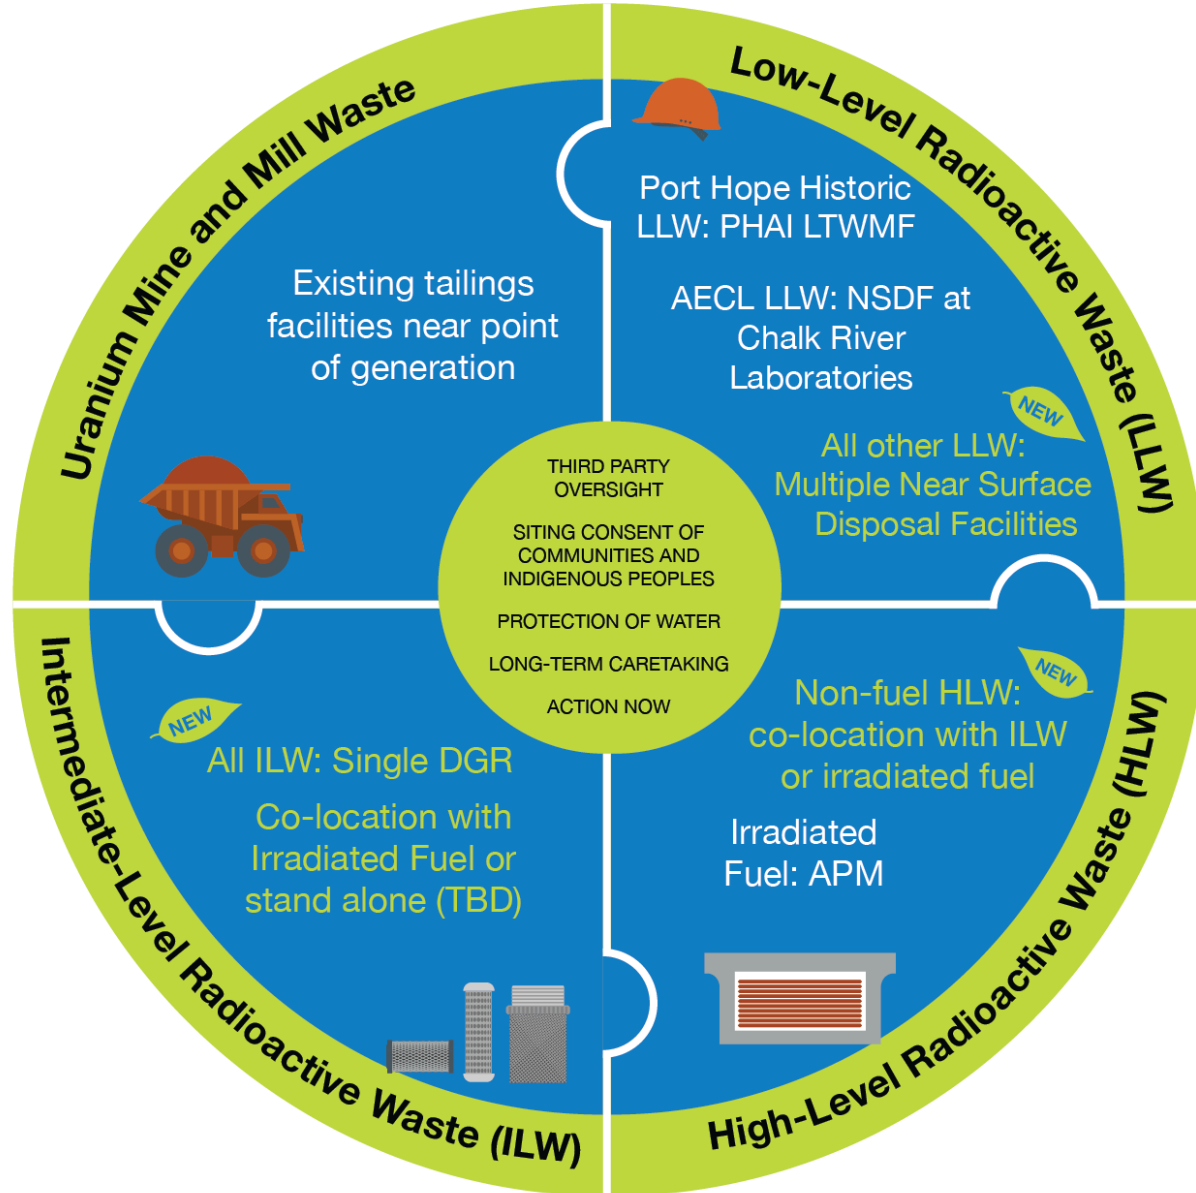 Uranium Mine and Mill Waste
Existing tailings
facilities near point
of generation
Low-Level Radioactive Waste (LLW)
Port Hope Historic
LLW: PHAI LTWMF
AECL LLW: NSDF at
Chalk River
Laboratories
NEW
All other LLW:
Multiple Near Surface
Disposal Facilities
THIRD PARTY
OVERSIGHT
SITING CONSENT OF
COMMUNITIES AND
INDIGENOUS PEOPLES
PROTECTION OF WATER
LONG-TERM CARETAKING
ACTION NOW
Intermediate-Level Radioactive Waste (ILW)
NEW
All ILW: Single DGR
Co-location with
Irradiated Fuel or
stand alone (TBD)
High-Level Radioactive Waste (HLW)
NEW
Non-fuel HLW:
co-location with ILW
or irradiated fuel
Irradiated
Fuel: APM